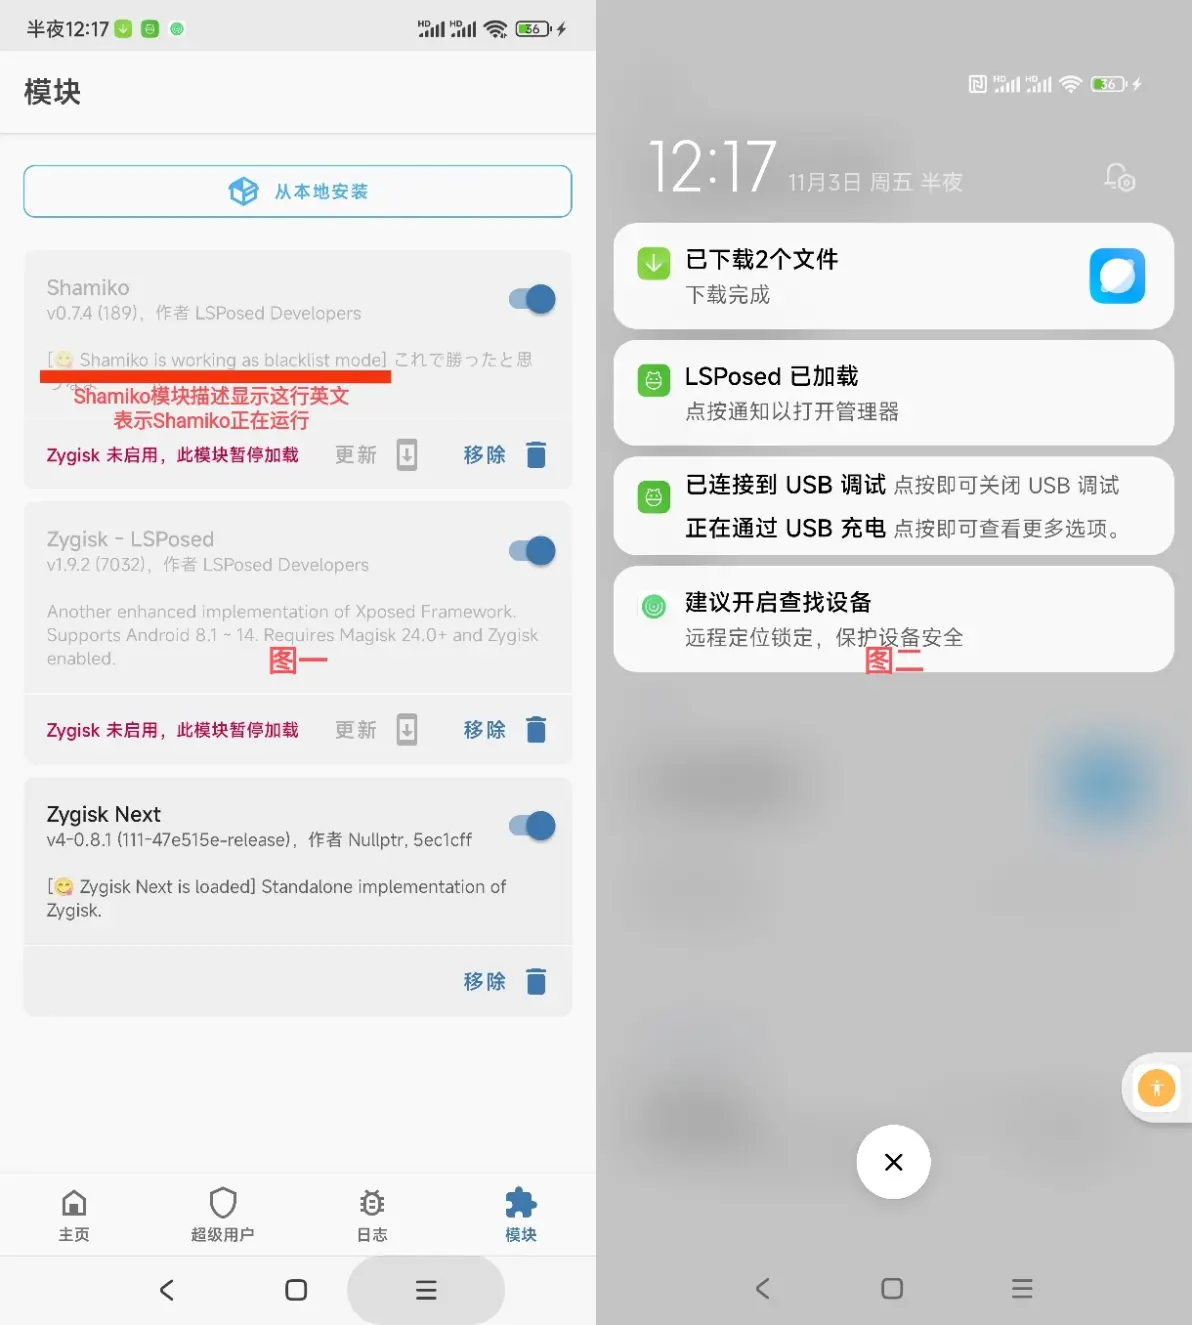 半夜12:17
HD HD 36
模块
从本地安装
Shamiko
v0.7.4 (189)，作者 LSPosed Developers
[😋 Shamiko is working as blacklist mode] これで勝ったと思
Shamiko模块描述显示这行英文
表示Shamiko正在运行
Zygisk 未启用，此模块暂停加载 更新 移除
Zygisk - LSPosed
v1.9.2 (7032)，作者 LSPosed Developers
Another enhanced implementation of Xposed Framework.
Supports Android 8.1 ~ 14. Requires Magisk 24.0+ and Zygisk
enabled.
图一
Zygisk 未启用，此模块暂停加载 更新 移除
Zygisk Next
v4-0.8.1 (111-47e515e-release)，作者 Nullptr, 5ec1cff
[😋 Zygisk Next is loaded] Standalone implementation of
Zygisk.
移除
主页 超级用户 日志 模块
HD HD 36
12:17 11月3日 周五 半夜
已下载2个文件
下载完成
LSPosed 已加载
点按通知以打开管理器
已连接到 USB 调试 点按即可关闭 USB 调试
正在通过 USB 充电 点按即可查看更多选项。
建议开启查找设备
远程定位锁定，保护设备安全
图二